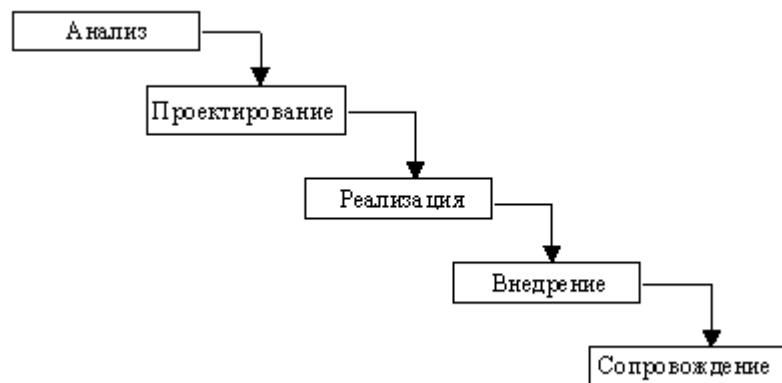 Анализ
Проектирование
Реализация
Внедрение
Сопровождение